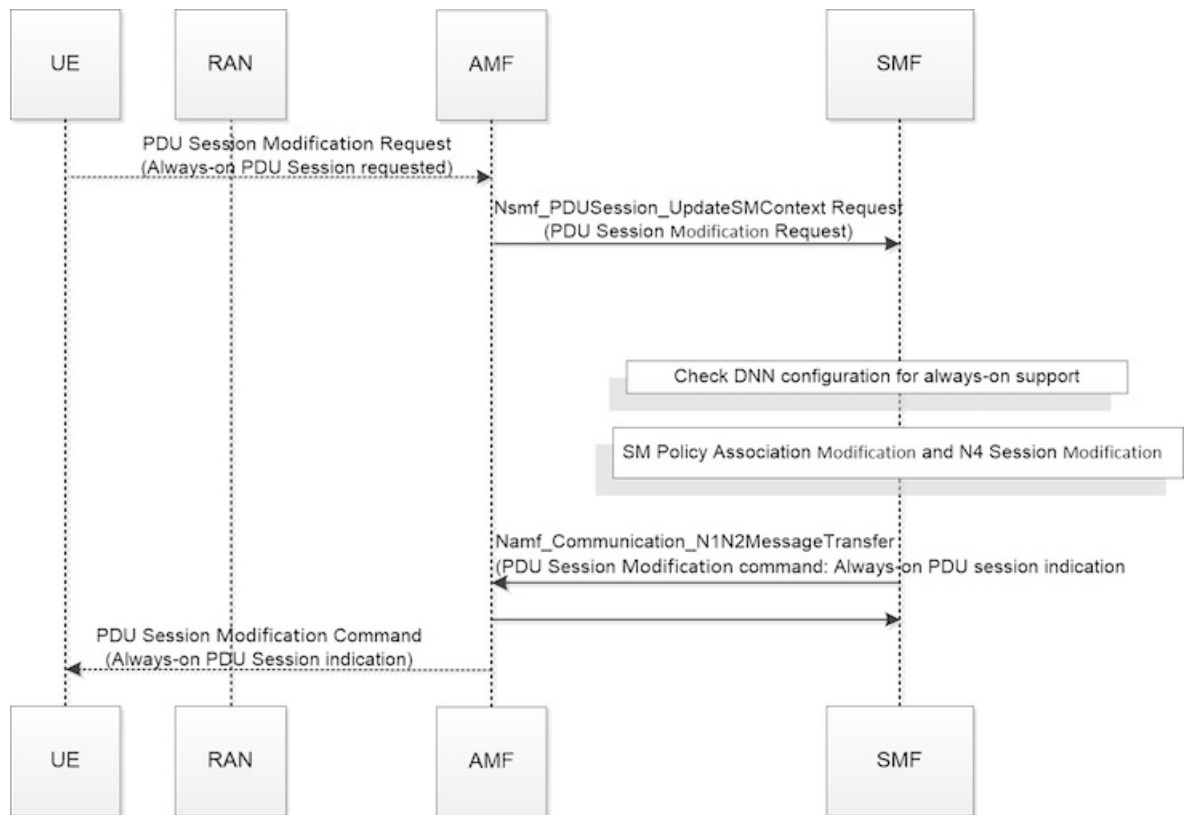 UE
RAN
AMF
SMF
PDU Session Modification Request
(Always-on PDU Session requested)
Nsmf_PDUSession_UpdateSMContext Request
(PDU Session Modification Request)
Check DNN configuration for always-on support
SM Policy Association Modification and N4 Session Modification
Namf_Communication_N1N2MessageTransfer
(PDU Session Modification command: Always-on PDU session indication
PDU Session Modification Command
(Always-on PDU Session indication)
UE
RAN
AMF
SMF